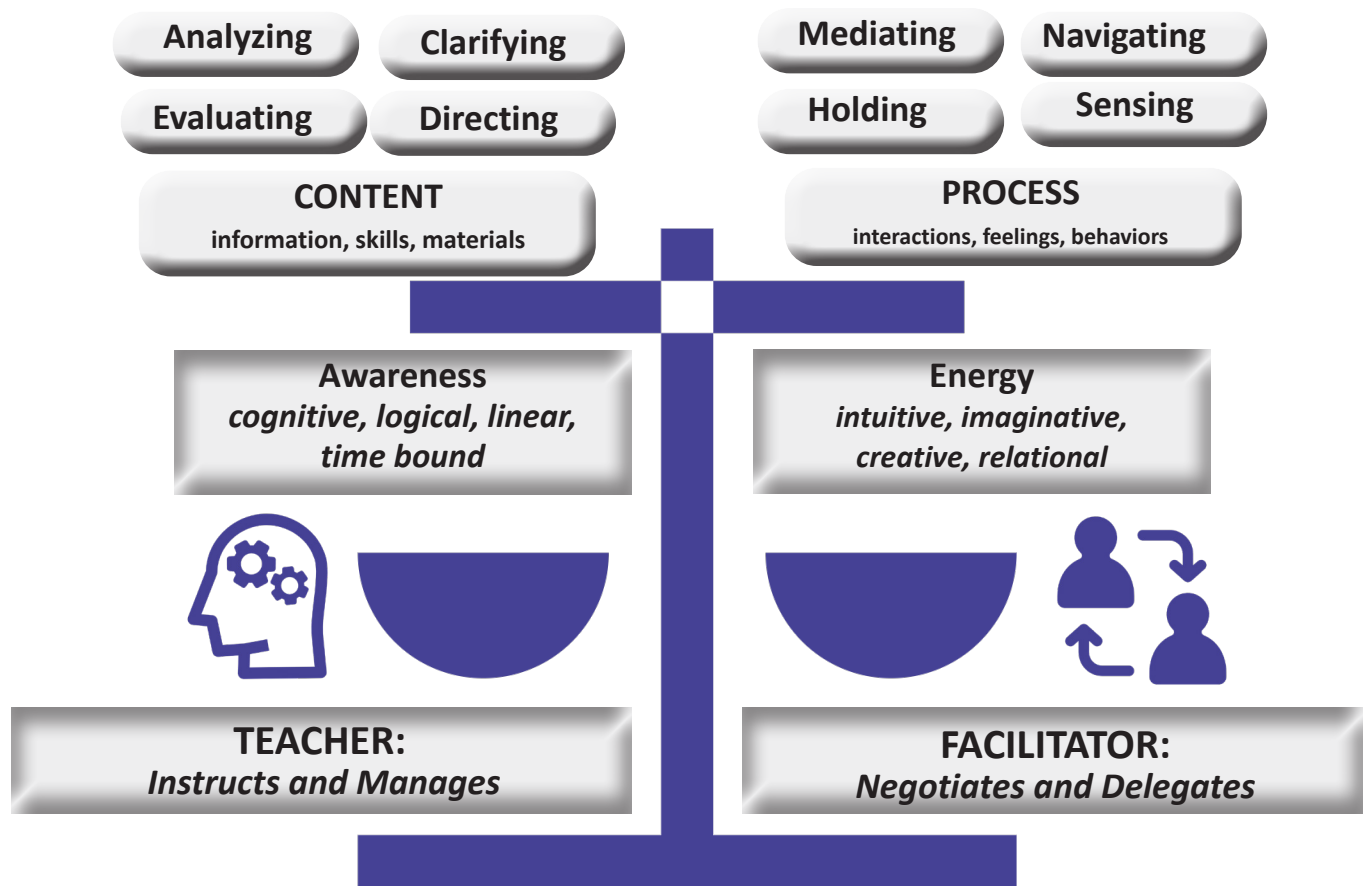 Analyzing
Clarifying
Evaluating
Directing
CONTENT
information, skills, materials
Mediating
Navigating
Holding
Sensing
PROCESS
interactions, feelings, behaviors
Awareness
cognitive, logical, linear,
time bound
Energy
intuitive, imaginative,
creative, relational
TEACHER:
Instructs and Manages
FACILITATOR:
Negotiates and Delegates